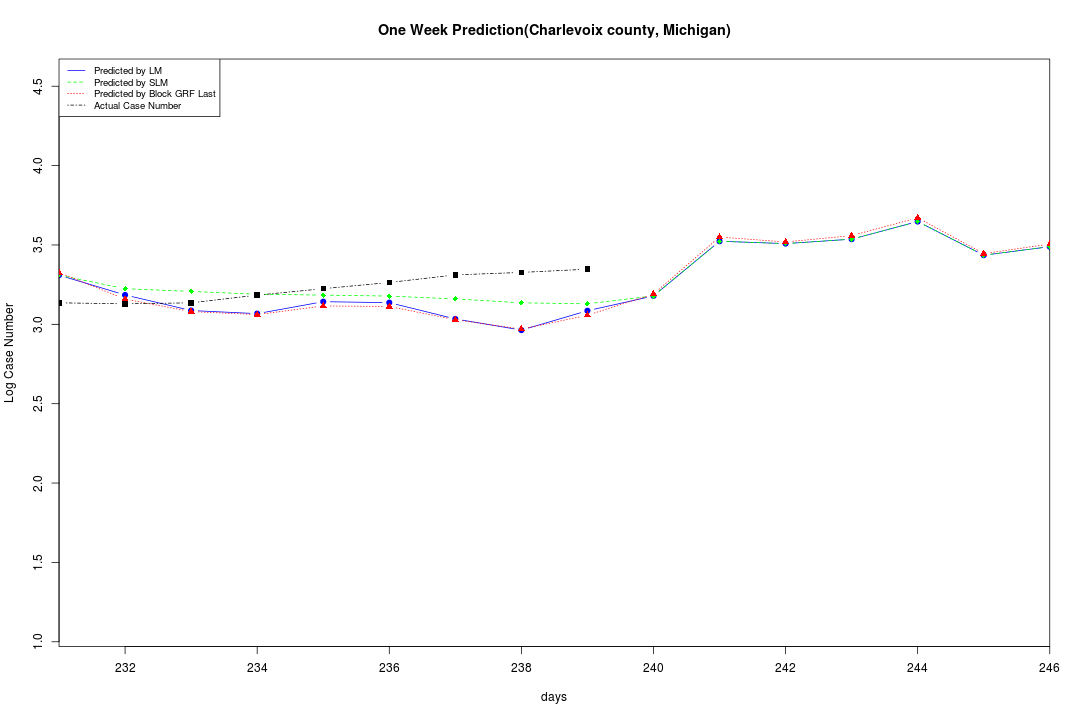 One Week Prediction(Charlevoix county, Michigan)
Predicted by LM
Predicted by SLM
Predicted by Block GRF Last
Actual Case Number
Log Case Number
4.5
4.0
3.5
3.0
2.5
2.0
1.5
1.0
232 234 236 238 240 242 244 246
days